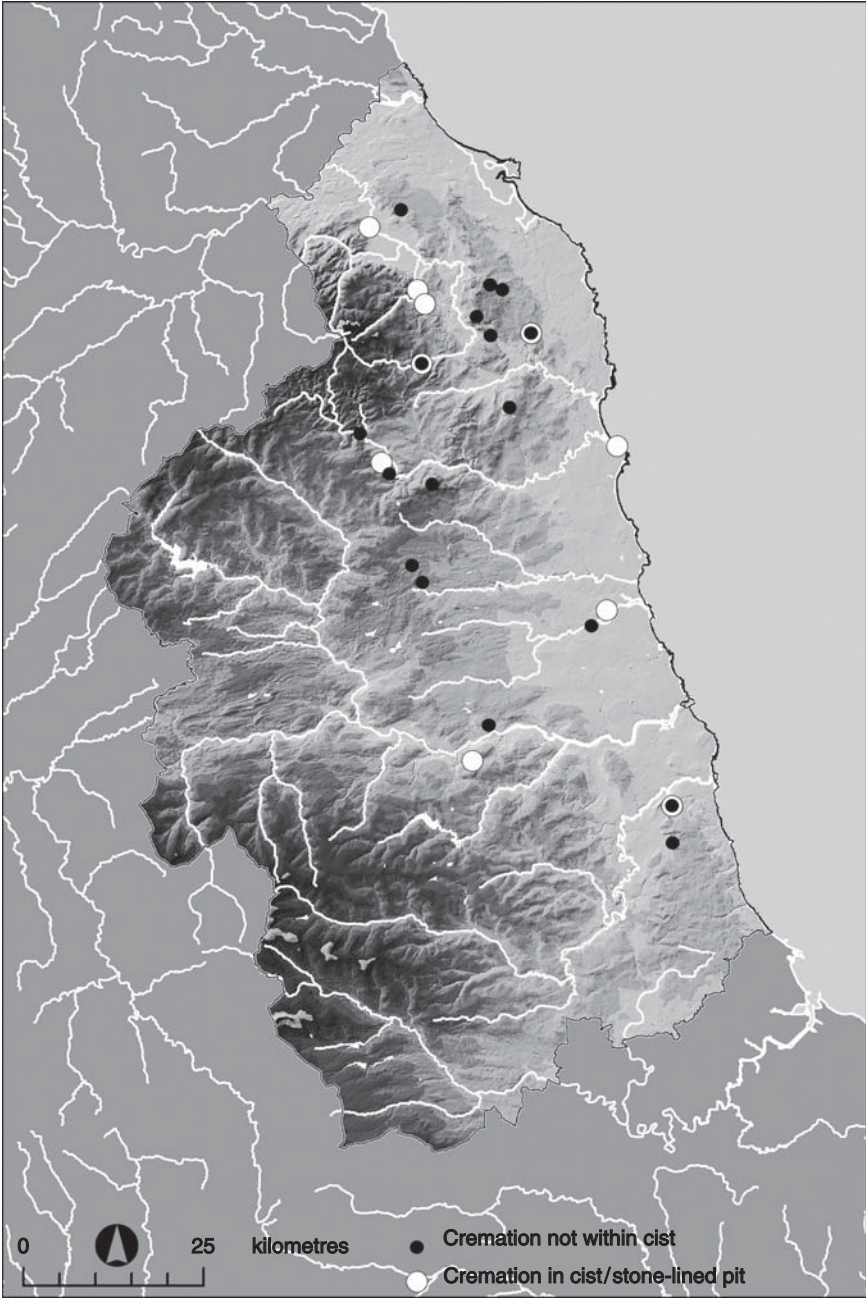 0 25 kilometres
Cremation not within cist
Cremation in cist/stone-lined pit